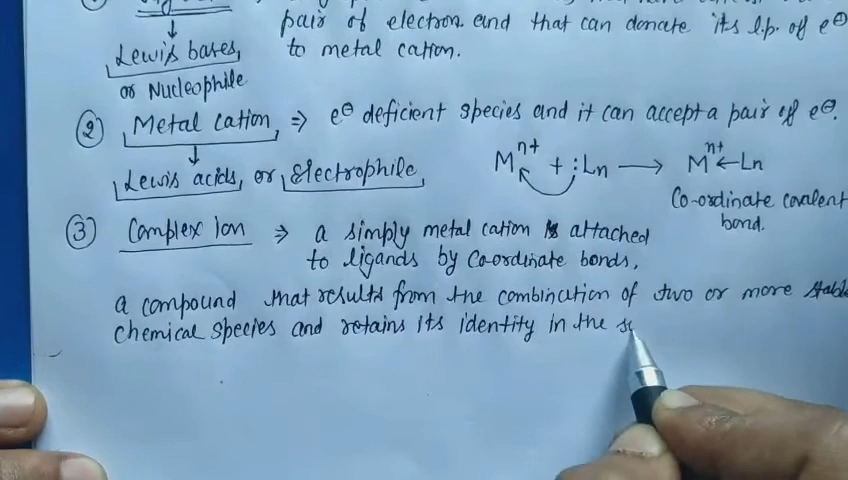 pair of electron and that can donate its l.p. of e⊖
Lewis bases, to metal cation.
or Nucleophile
② Metal Cation, ⇒ e⊖ deficient species and it can accept a pair of e⊖.
Lewis acids, or Electrophile,
Mⁿ⁺ + :Ln ⟶ Mⁿ⁺←Ln
Co-ordinate covalent
bond.
③ Complex ion ⇒ a simply metal cation is attached
to ligands by co-ordinate bonds,
a compound that results from the combination of two or more stable
chemical species and retains its identity in the